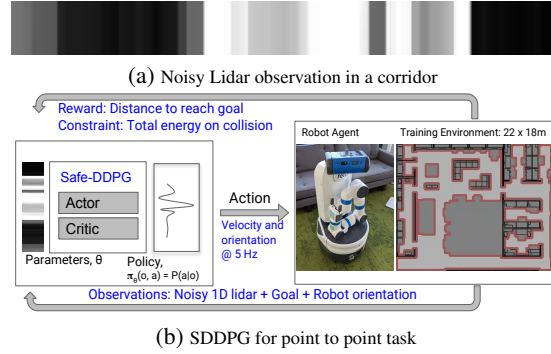 (a) Noisy Lidar observation in a corridor
Reward: Distance to reach goal
Constraint: Total energy on collision
Safe-DDPG
Actor
Critic
Parameters, θ
Policy,
πθ(o, a) = P(a|o)
Action
Velocity and
orientation
@ 5 Hz
Robot Agent
Training Environment: 22 x 18m
Observations: Noisy 1D lidar + Goal + Robot orientation
(b) SDDPG for point to point task